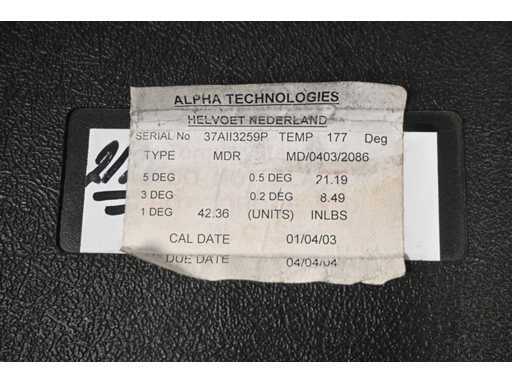 ALPHA TECHNOLOGIES
HELVOET NEDERLAND
SERIAL No 37AII3259P TEMP 177 Deg
TYPE MDR MD/0403/2086
5 DEG 0.5 DEG 21.19
3 DEG 0.2 DEG 8.49
1 DEG 42.36 (UNITS) INLBS
CAL DATE 01/04/03
DUE DATE 04/04/04